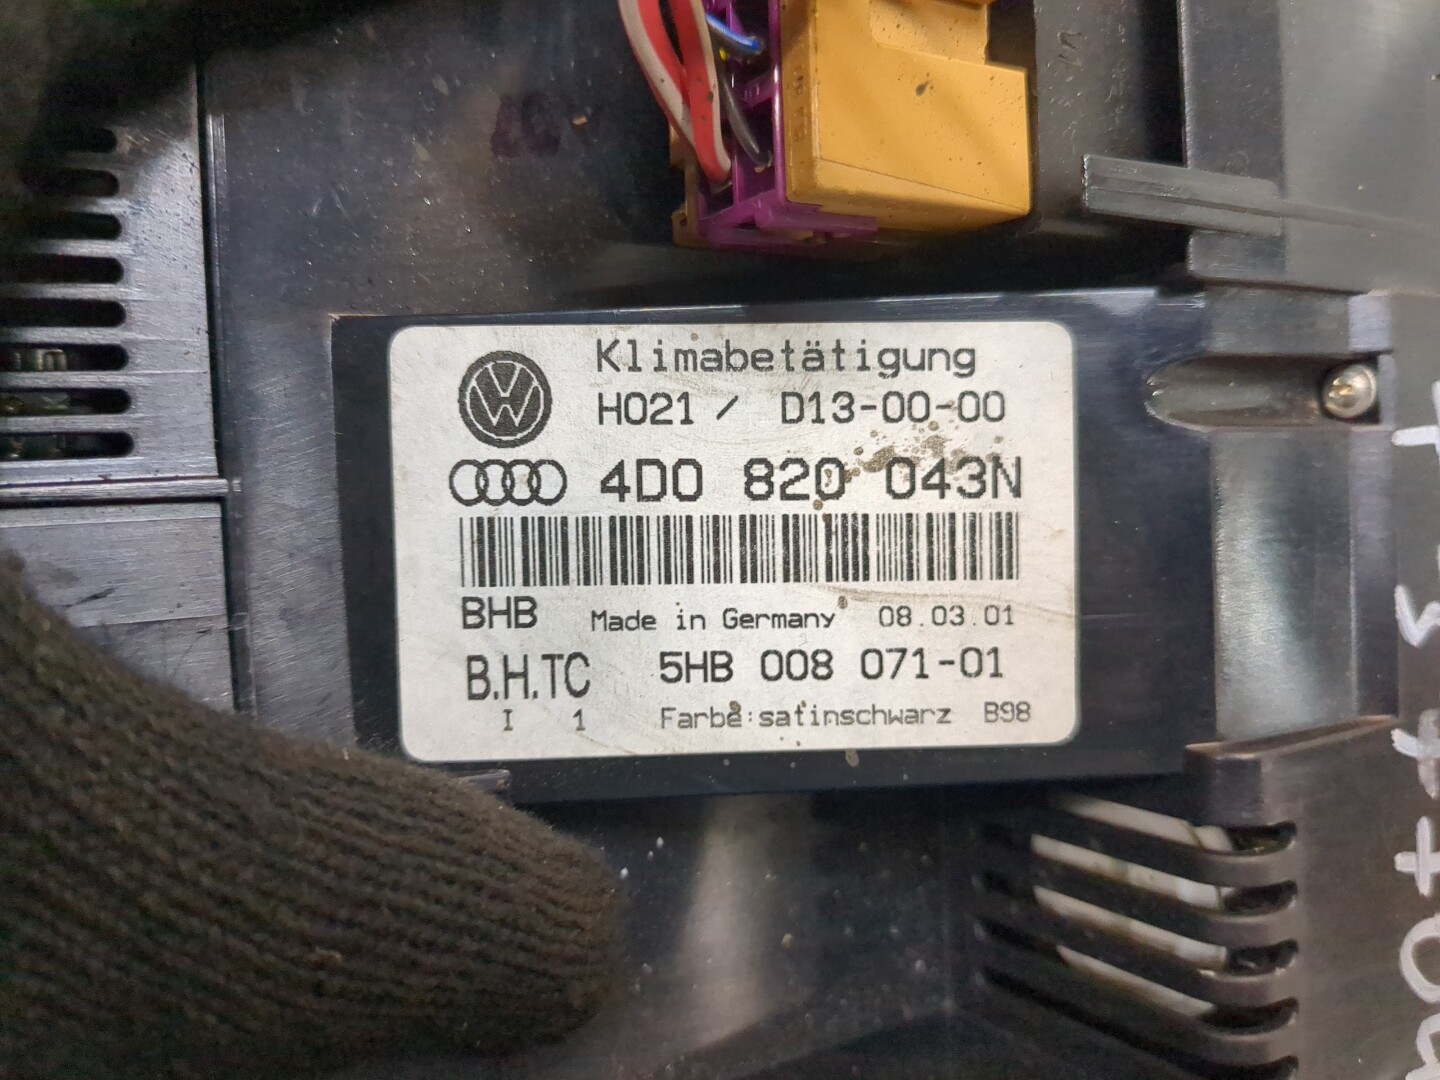 Klimabetätigung
H021 / D13-00-00
4D0 820 043N
BHB Made in Germany 08.03.01
B.H.TC 5HB 008 071-01
I 1 Farbe:satinschwarz B98